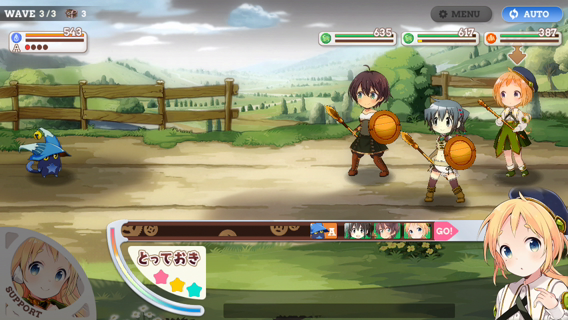 WAVE 3/3 3
MENU
AUTO
543
A
635
617
387
A
GO!
とっておき
SUPPORT